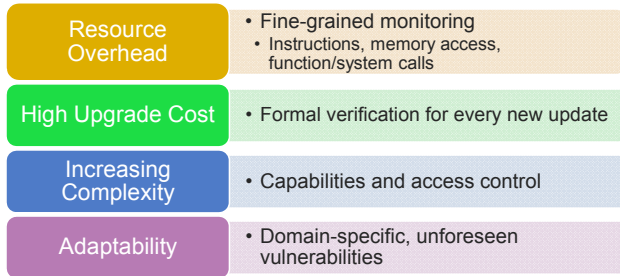 Resource
Overhead
• Fine-grained monitoring
• Instructions, memory access,
function/system calls
High Upgrade Cost
• Formal verification for every new update
Increasing
Complexity
• Capabilities and access control
Adaptability
• Domain-specific, unforeseen
vulnerabilities